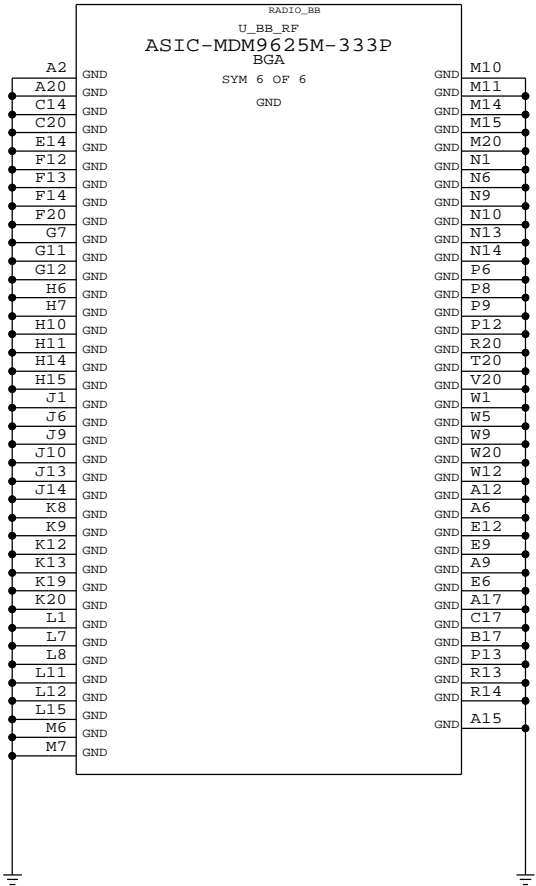 RADIO_BB
U_BB_RF
ASIC-MDM9625M-333P
BGA
SYM 6 OF 6
GND
A2 GND GND M10
A20 GND GND M11
C14 GND GND M14
C20 GND GND M15
E14 GND GND M20
F12 GND GND N1
F13 GND GND N6
F14 GND GND N9
F20 GND GND N10
G7 GND GND N13
G11 GND GND N14
G12 GND GND P6
H6 GND GND P8
H7 GND GND P9
H10 GND GND P12
H11 GND GND R20
H14 GND GND T20
H15 GND GND V20
J1 GND GND W1
J6 GND GND W5
J9 GND GND W9
J10 GND GND W20
J13 GND GND W12
J14 GND GND A12
K8 GND GND A6
K9 GND GND E12
K12 GND GND E9
K13 GND GND A9
K19 GND GND E6
K20 GND GND A17
L1 GND GND C17
L7 GND GND B17
L8 GND GND P13
L11 GND GND R13
L12 GND GND R14
L15 GND GND A15
M6 GND
M7 GND